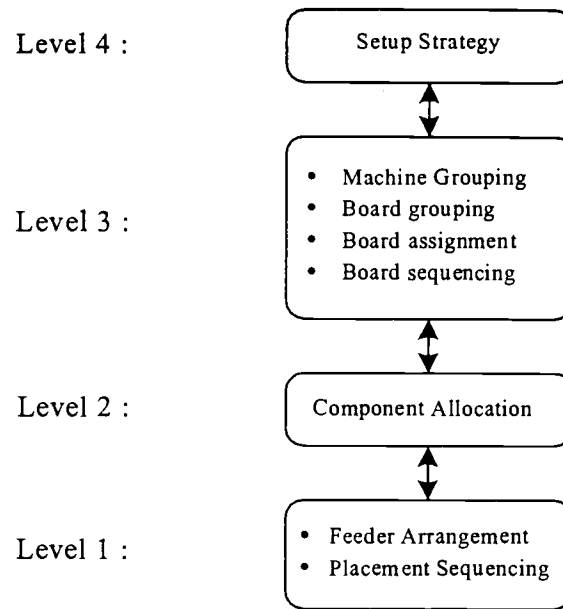 Level 4 :
Setup Strategy
Level 3 :
• Machine Grouping
• Board grouping
• Board assignment
• Board sequencing
Level 2 :
Component Allocation
Level 1 :
• Feeder Arrangement
• Placement Sequencing